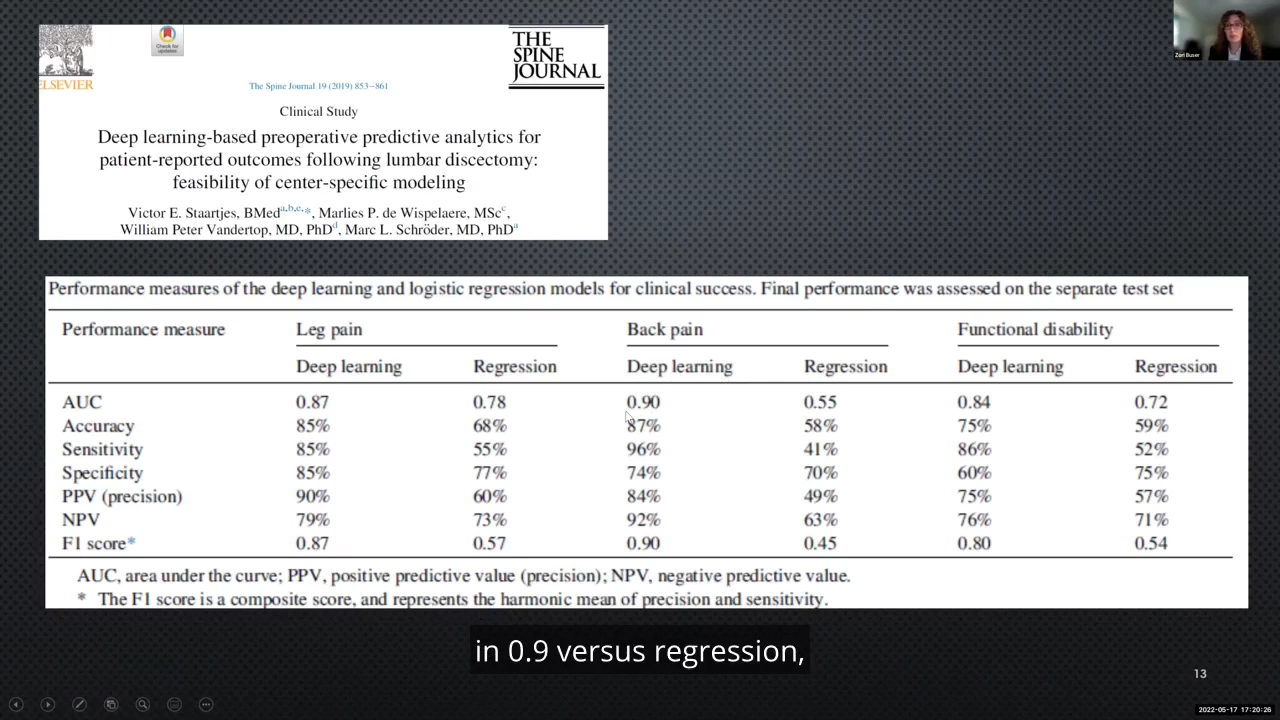 Check for
updates
THE
SPINE
JOURNAL
ELSEVIER
The Spine Journal 19 (2019) 853–861
Clinical Study
Deep learning-based preoperative predictive analytics for
patient-reported outcomes following lumbar discectomy:
feasibility of center-specific modeling
Victor E. Staartjes, BMed^a,b,c,*, Marlies P. de Wispelaere, MSc^c,
William Peter Vandertop, MD, PhD^d, Marc L. Schröder, MD, PhD^a
Zorl Buser
Performance measures of the deep learning and logistic regression models for clinical success. Final performance was assessed on the separate test set
Performance measure Leg pain Back pain Functional disability
Deep learning Regression Deep learning Regression Deep learning Regression
AUC 0.87 0.78 0.90 0.55 0.84 0.72
Accuracy 85% 68% 87% 58% 75% 59%
Sensitivity 85% 55% 96% 41% 86% 52%
Specificity 85% 77% 74% 70% 60% 75%
PPV (precision) 90% 60% 84% 49% 75% 57%
NPV 79% 73% 92% 63% 76% 71%
F1 score* 0.87 0.57 0.90 0.45 0.80 0.54
AUC, area under the curve; PPV, positive predictive value (precision); NPV, negative predictive value.
* The F1 score is a composite score, and represents the harmonic mean of precision and sensitivity.
in 0.9 versus regression,
13
2022-05-17 17:20:26